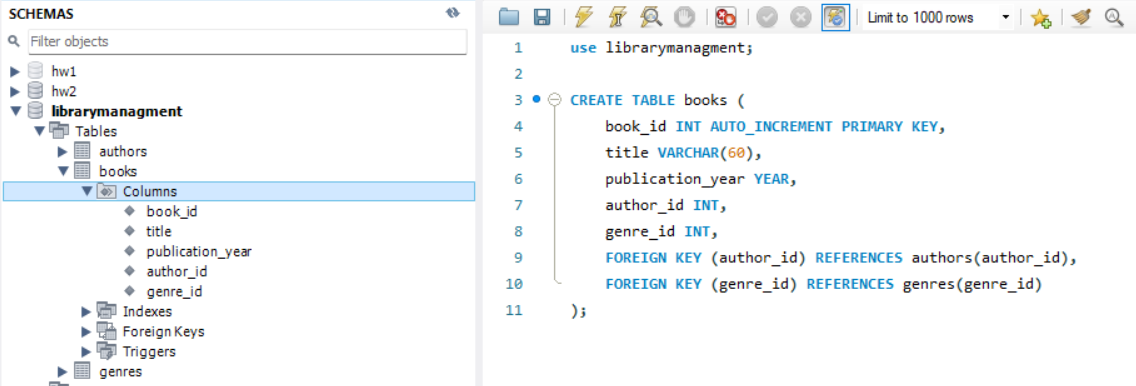 SCHEMAS
Filter objects
hw1
hw2
librarymanagment
Tables
authors
books
Columns
book_id
title
publication_year
author_id
genre_id
Indexes
Foreign Keys
Triggers
genres
Limit to 1000 rows
1 use librarymanagment;
2
3 CREATE TABLE books (
4 book_id INT AUTO_INCREMENT PRIMARY KEY,
5 title VARCHAR(60),
6 publication_year YEAR,
7 author_id INT,
8 genre_id INT,
9 FOREIGN KEY (author_id) REFERENCES authors(author_id),
10 FOREIGN KEY (genre_id) REFERENCES genres(genre_id)
11 );